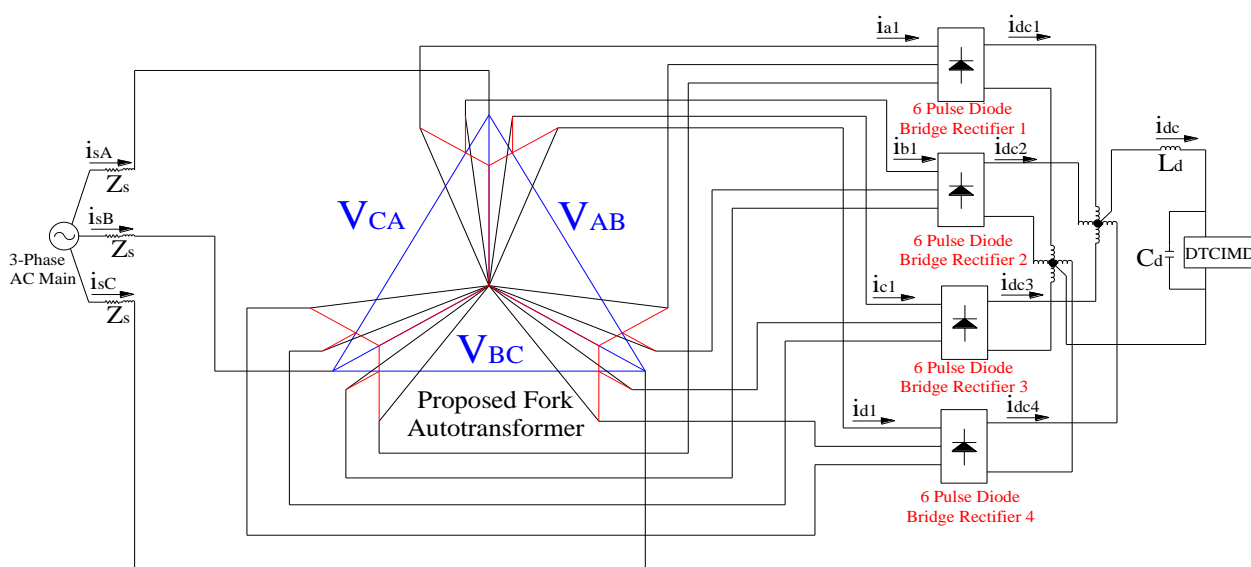 isA
Zs
isB
Zs
3-Phase
AC Main
isC
Zs
VCA
VAB
VBC
Proposed Fork
Autotransformer
ia1
idc1
6 Pulse Diode
Bridge Rectifier 1
ib1
idc2
6 Pulse Diode
Bridge Rectifier 2
ic1
idc3
6 Pulse Diode
Bridge Rectifier 3
id1
idc4
6 Pulse Diode
Bridge Rectifier 4
idc
Ld
Cd
DTCIMD